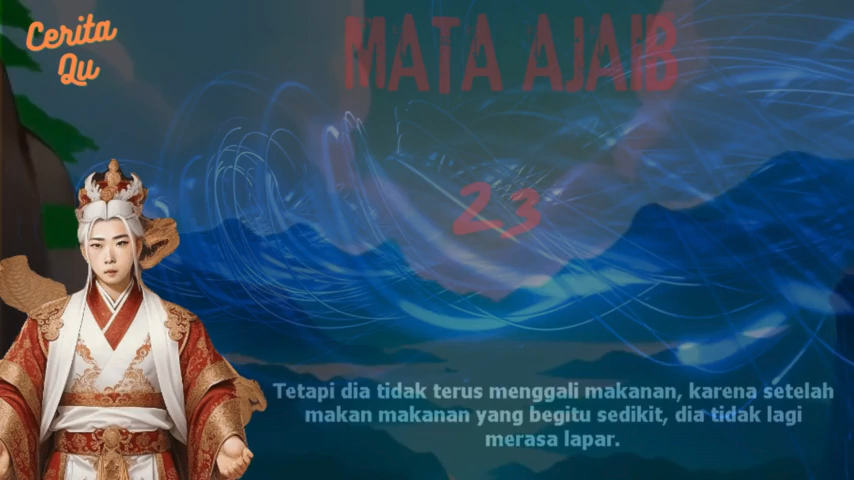 Cerita
Qu
MATA AJAIB
23
Tetapi dia tidak terus menggali makanan, karena setelah
makan makanan yang begitu sedikit, dia tidak lagi
merasa lapar.